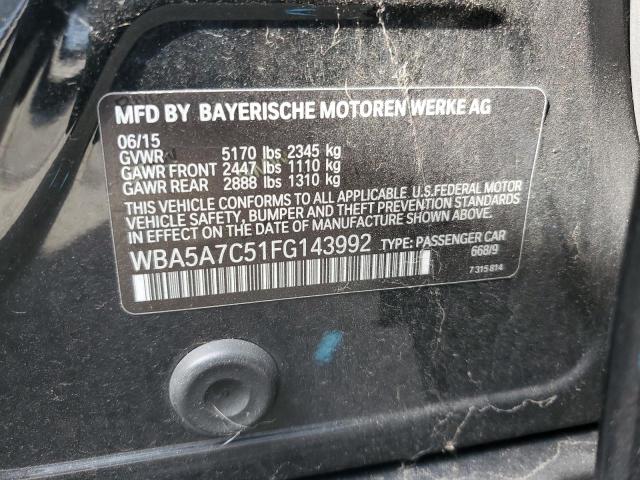 MFD BY BAYERISCHE MOTOREN WERKE AG
06/15
GVWR 5170 lbs 2345 kg
GAWR FRONT 2447 lbs 1110 kg
GAWR REAR 2888 lbs 1310 kg
THIS VEHICLE CONFORMS TO ALL APPLICABLE U.S.FEDERAL MOTOR
VEHICLE SAFETY, BUMPER AND THEFT PREVENTION STANDARDS
IN EFFECT ON THE DATE OF MANUFACTURE SHOWN ABOVE.
WBA5A7C51FG143992 TYPE: PASSENGER CAR
668/9
7 315 814